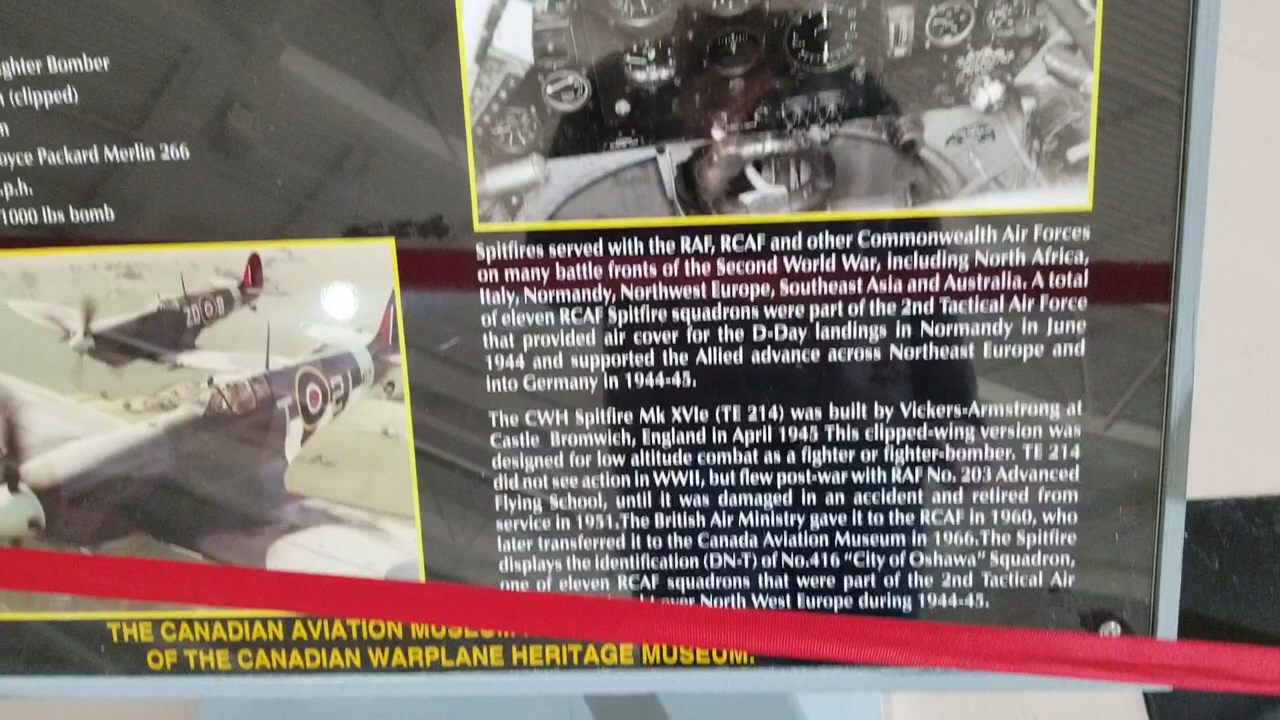 ghter Bomber
(clipped)
oyce Packard Merlin 266
.p.h.
1000 lbs bomb
Spitfires served with the RAF, RCAF and other Commonwealth Air Forces
on many battle fronts of the Second World War, including North Africa,
Italy, Normandy, Northwest Europe, Southeast Asia and Australia. A total
of eleven RCAF Spitfire squadrons were part of the 2nd Tactical Air Force
that provided air cover for the D-Day landings in Normandy in June
1944 and supported the Allied advance across Northeast Europe and
into Germany in 1944-45.
The CWH Spitfire Mk XVIe (TE 214) was built by Vickers-Armstrong at
Castle Bromwich, England in April 1945 This clipped-wing version was
designed for low altitude combat as a fighter or fighter-bomber. TE 214
did not see action in WWII, but flew post-war with RAF No. 203 Advanced
Flying School, until it was damaged in an accident and retired from
service in 1951.The British Air Ministry gave it to the RCAF in 1960, who
later transferred it to the Canada Aviation Museum in 1966.The Spitfire
displays the identification (DN-T) of No.416 "City of Oshawa" Squadron,
one of eleven RCAF squadrons that were part of the 2nd Tactical Air
over North West Europe during 1944-45.
THE CANADIAN AVIATION MUSEUM
OF THE CANADIAN WARPLANE HERITAGE MUSEUM.